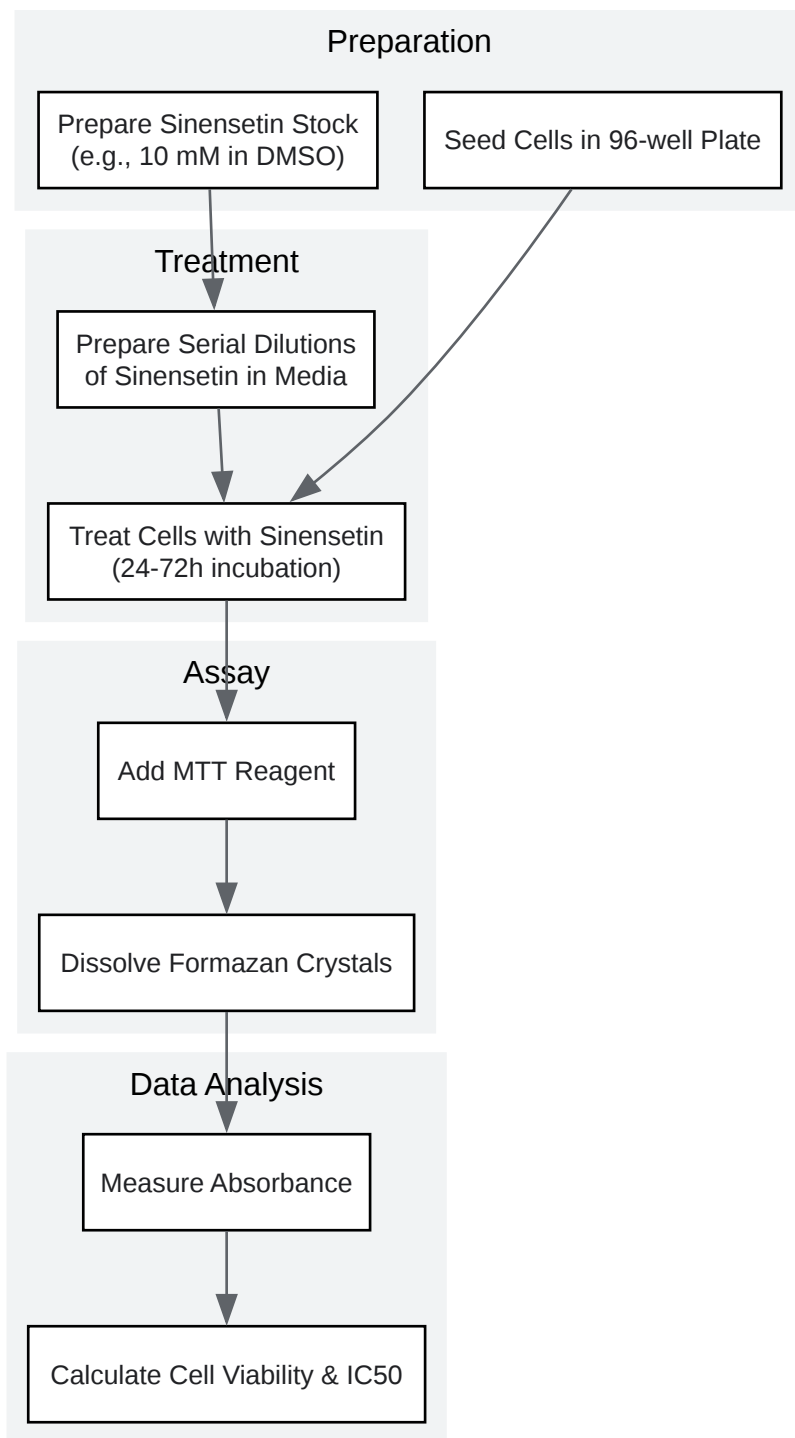 Preparation
Prepare Sinensetin Stock
(e.g., 10 mM in DMSO)
Seed Cells in 96-well Plate
Treatment
Prepare Serial Dilutions
of Sinensetin in Media
Treat Cells with Sinensetin
(24-72h incubation)
Assay
Add MTT Reagent
Dissolve Formazan Crystals
Data Analysis
Measure Absorbance
Calculate Cell Viability & IC50